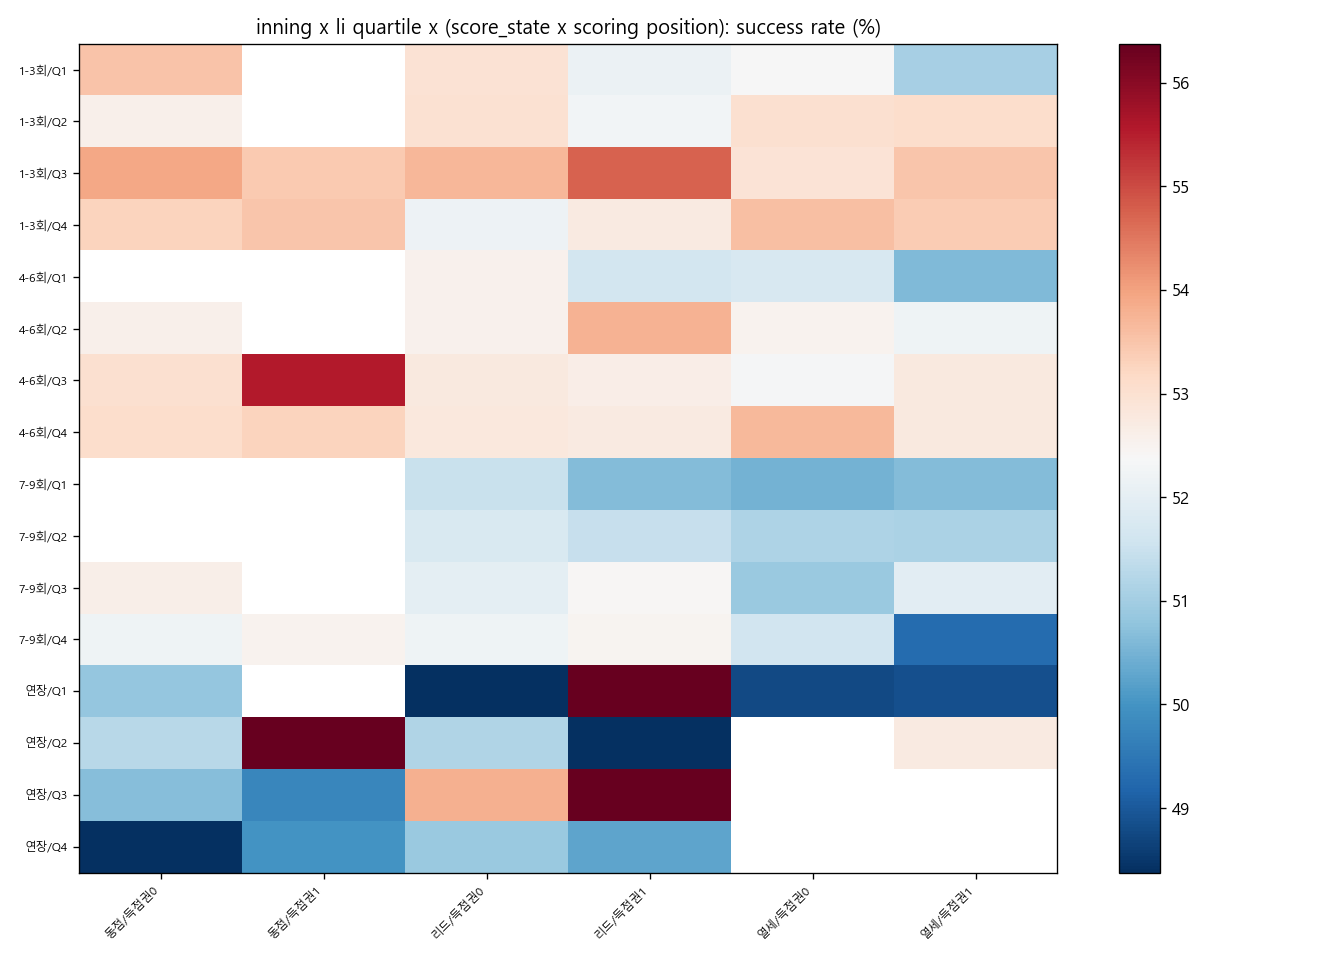 inning x li quartile x (score_state x scoring position): success rate (%)
1-3회/Q1
1-3회/Q2
1-3회/Q3
1-3회/Q4
4-6회/Q1
4-6회/Q2
4-6회/Q3
4-6회/Q4
7-9회/Q1
7-9회/Q2
7-9회/Q3
7-9회/Q4
연장/Q1
연장/Q2
연장/Q3
연장/Q4
동점/득점권0
동점/득점권1
리드/득점권0
리드/득점권1
열세/득점권0
열세/득점권1
56
55
54
53
52
51
50
49